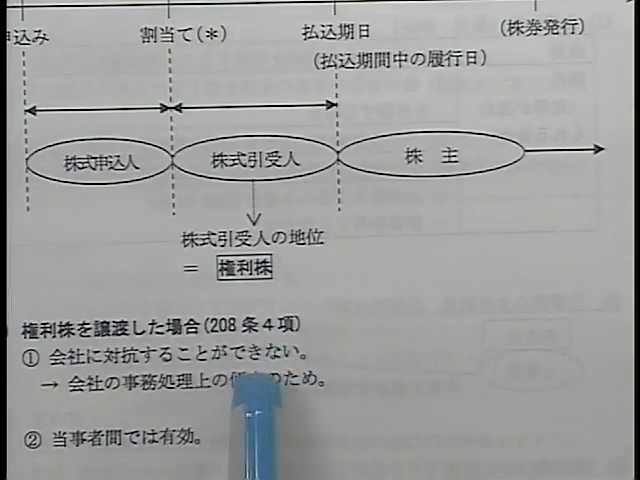 申込み 割当て(*) 払込期日 (株券発行)
(払込期間中の履行日)
株式申込人 株式引受人 株 主
株式引受人の地位
= 権利株
権利株を譲渡した場合(208条4項)
① 会社に対抗することができない。
→ 会社の事務処理上の便宜のため。
② 当事者間では有効。